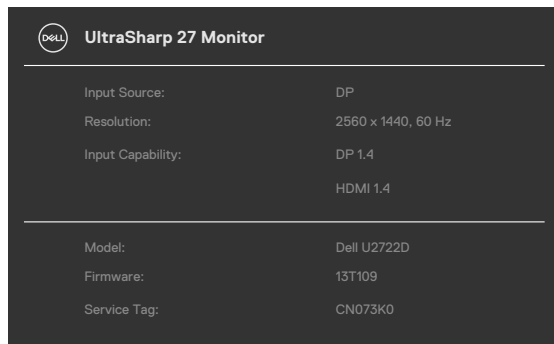 DELL UltraSharp 27 Monitor
Input Source: DP
Resolution: 2560 x 1440, 60 Hz
Input Capability: DP 1.4
HDMI 1.4
Model: Dell U2722D
Firmware: 13T109
Service Tag: CN073K0